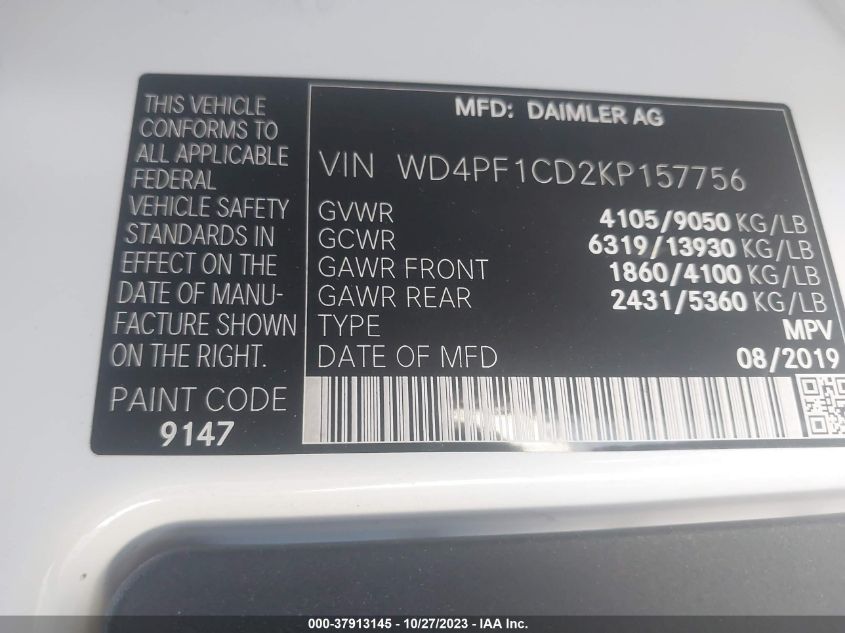 THIS VEHICLE
CONFORMS TO
ALL APPLICABLE
FEDERAL
VEHICLE SAFETY
STANDARDS IN
EFFECT ON THE
DATE OF MANU-
FACTURE SHOWN
ON THE RIGHT.
PAINT CODE
9147
MFD: DAIMLER AG
VIN WD4PF1CD2KP157756
GVWR 4105/9050 KG/LB
GCWR 6319/13930 KG/LB
GAWR FRONT 1860/4100 KG/LB
GAWR REAR 2431/5360 KG/LB
TYPE MPV
DATE OF MFD 08/2019
000-37913145 - 10/27/2023 - IAA Inc.